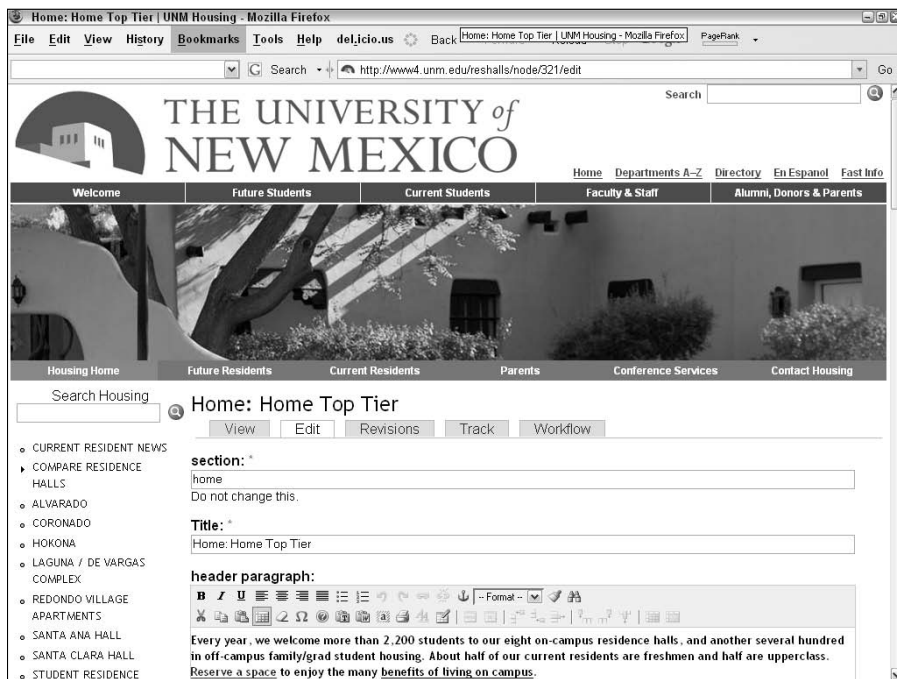 Home: Home Top Tier | UNM Housing - Mozilla Firefox
File Edit View History Bookmarks Tools Help del.icio.us Back
Home: Home Top Tier | UNM Housing - Mozilla Firefox
PageRank
G Search http://www4.unm.edu/reshalls/node/321/edit Go
Search
THE UNIVERSITY of
NEW MEXICO
Home Departments A–Z Directory En Espanol Fast Info
Welcome Future Students Current Students Faculty & Staff Alumni, Donors & Parents
Housing Home Future Residents Current Residents Parents Conference Services Contact Housing
Search Housing
CURRENT RESIDENT NEWS
COMPARE RESIDENCE
HALLS
ALVARADO
CORONADO
HOKONA
LAGUNA / DE VARGAS
COMPLEX
REDONDO VILLAGE
APARTMENTS
SANTA ANA HALL
SANTA CLARA HALL
STUDENT RESIDENCE
Home: Home Top Tier
View Edit Revisions Track Workflow
section: *
home
Do not change this.
Title: *
Home: Home Top Tier
header paragraph:
B I U -- Format --
Every year, we welcome more than 2,200 students to our eight on-campus residence halls, and another several hundred
in off-campus family/grad student housing. About half of our current residents are freshmen and half are upperclass.
Reserve a space to enjoy the many benefits of living on campus.